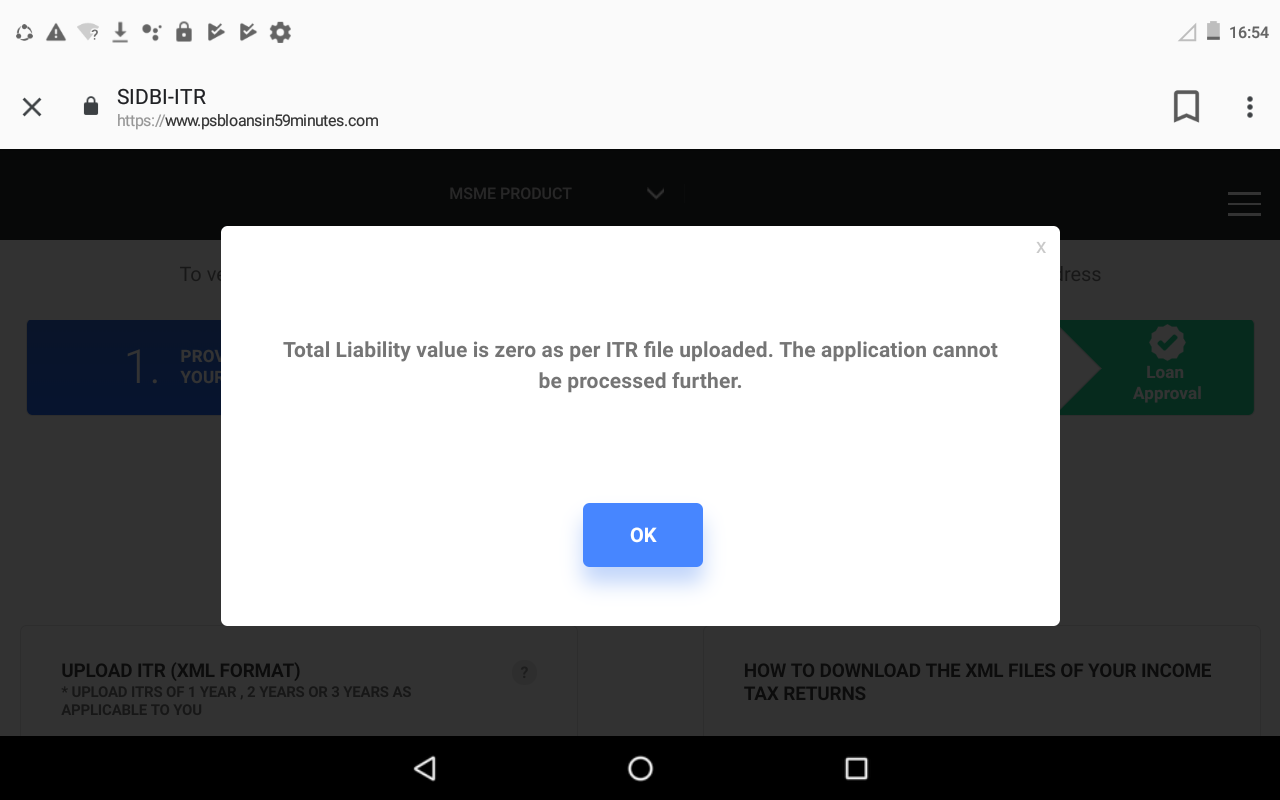 16:54
SIDBI-ITR
https://www.psbloansin59minutes.com
MSME PRODUCT
x
To ve
dress
1. PROV
YOUR
Total Liability value is zero as per ITR file uploaded. The application cannot
be processed further.
Loan
Approval
OK
UPLOAD ITR (XML FORMAT)
?
* UPLOAD ITRS OF 1 YEAR , 2 YEARS OR 3 YEARS AS
APPLICABLE TO YOU
HOW TO DOWNLOAD THE XML FILES OF YOUR INCOME
TAX RETURNS